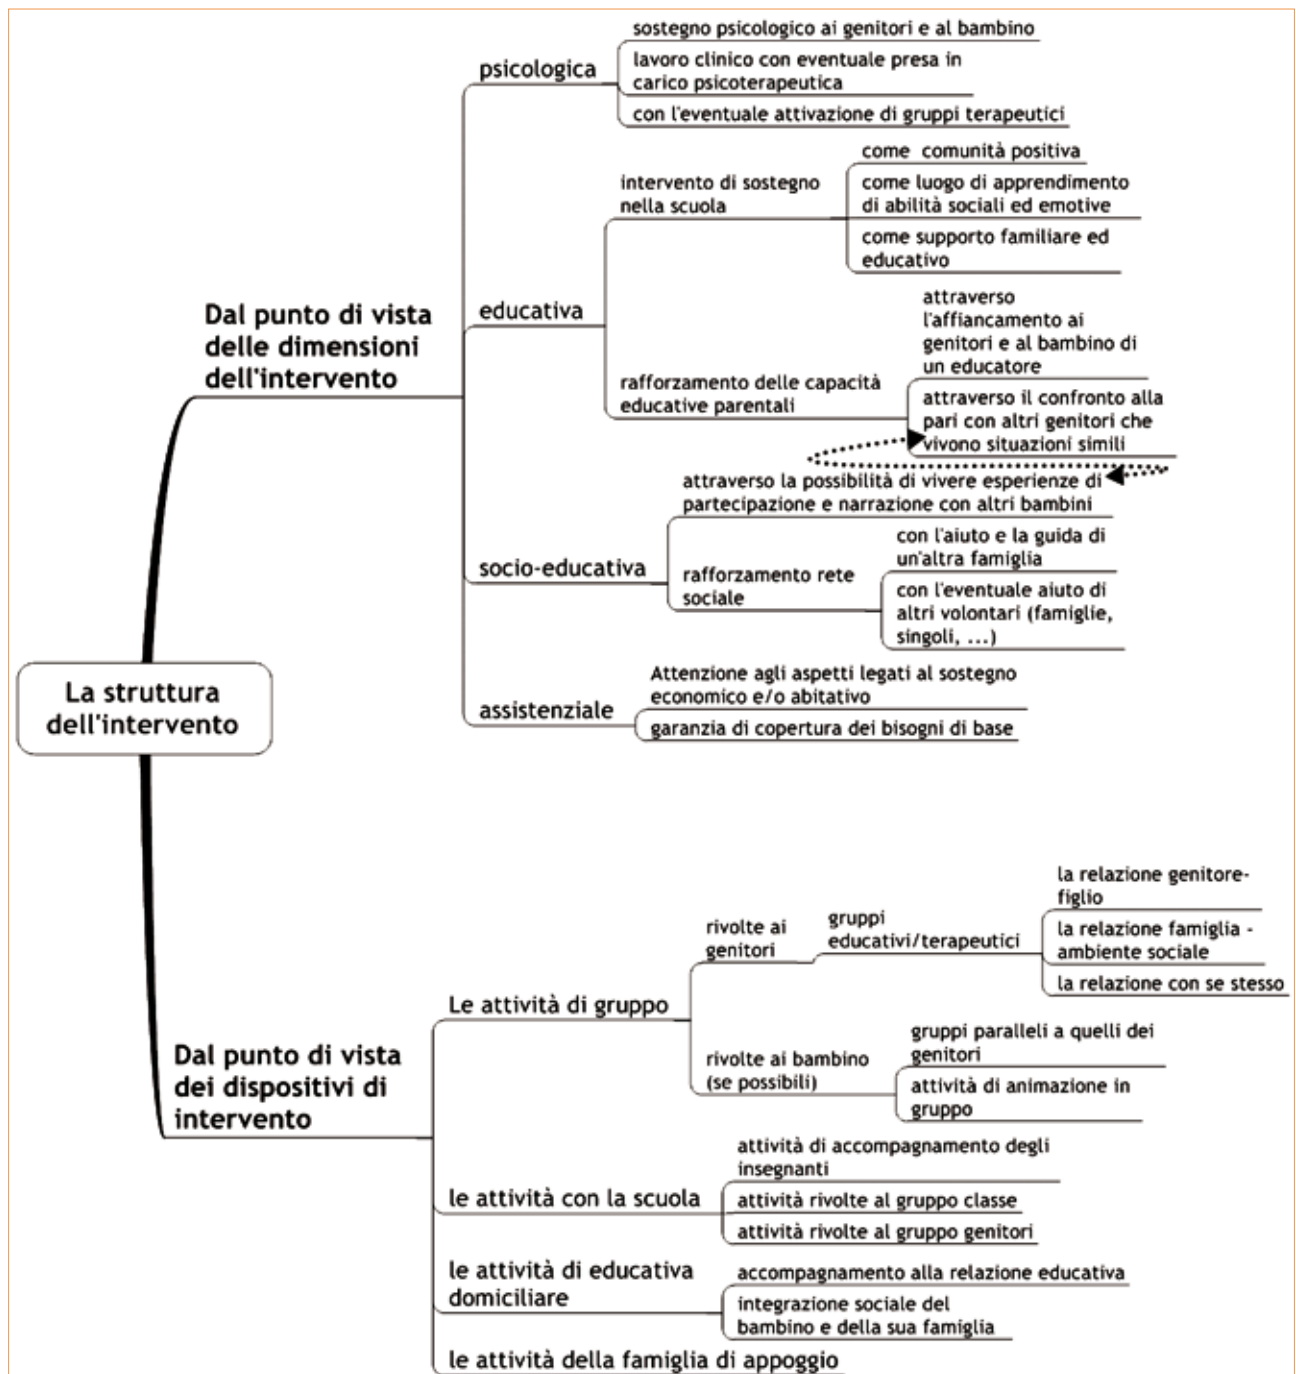 sostegno psicologico ai genitori e al bambino
psicologica
lavoro clinico con eventuale presa in
carico psicoterapeutica
con l'eventuale attivazione di gruppi terapeutici
come comunità positiva
intervento di sostegno
nella scuola
come luogo di apprendimento
di abilità sociali ed emotive
come supporto familiare ed
educativo
Dal punto di vista
delle dimensioni
dell'intervento
educativa
attraverso
l'affiancamento ai
genitori e al bambino di
un educatore
rafforzamento delle capacità
educative parentali
attraverso il confronto alla
pari con altri genitori che
vivono situazioni simili
attraverso la possibilità di vivere esperienze di
partecipazione e narrazione con altri bambini
socio-educativa
rafforzamento rete
sociale
con l'aiuto e la guida di
un'altra famiglia
con l'eventuale aiuto di
altri volontari (famiglie,
singoli, ...)
La struttura
dell'intervento
assistenziale
Attenzione agli aspetti legati al sostegno
economico e/o abitativo
garanzia di copertura dei bisogni di base
la relazione genitore-
figlio
rivolte ai
genitori
gruppi
educativi/terapeutici
la relazione famiglia -
ambiente sociale
la relazione con se stesso
Le attività di gruppo
Dal punto di vista
dei dispositivi di
intervento
rivolte ai bambino
(se possibili)
gruppi paralleli a quelli dei
genitori
attività di animazione in
gruppo
le attività con la scuola
attività di accompagnamento degli
insegnanti
attività rivolte al gruppo classe
attività rivolte al gruppo genitori
le attività di educativa
domiciliare
accompagnamento alla relazione educativa
integrazione sociale del
bambino e della sua famiglia
le attività della famiglia di appoggio